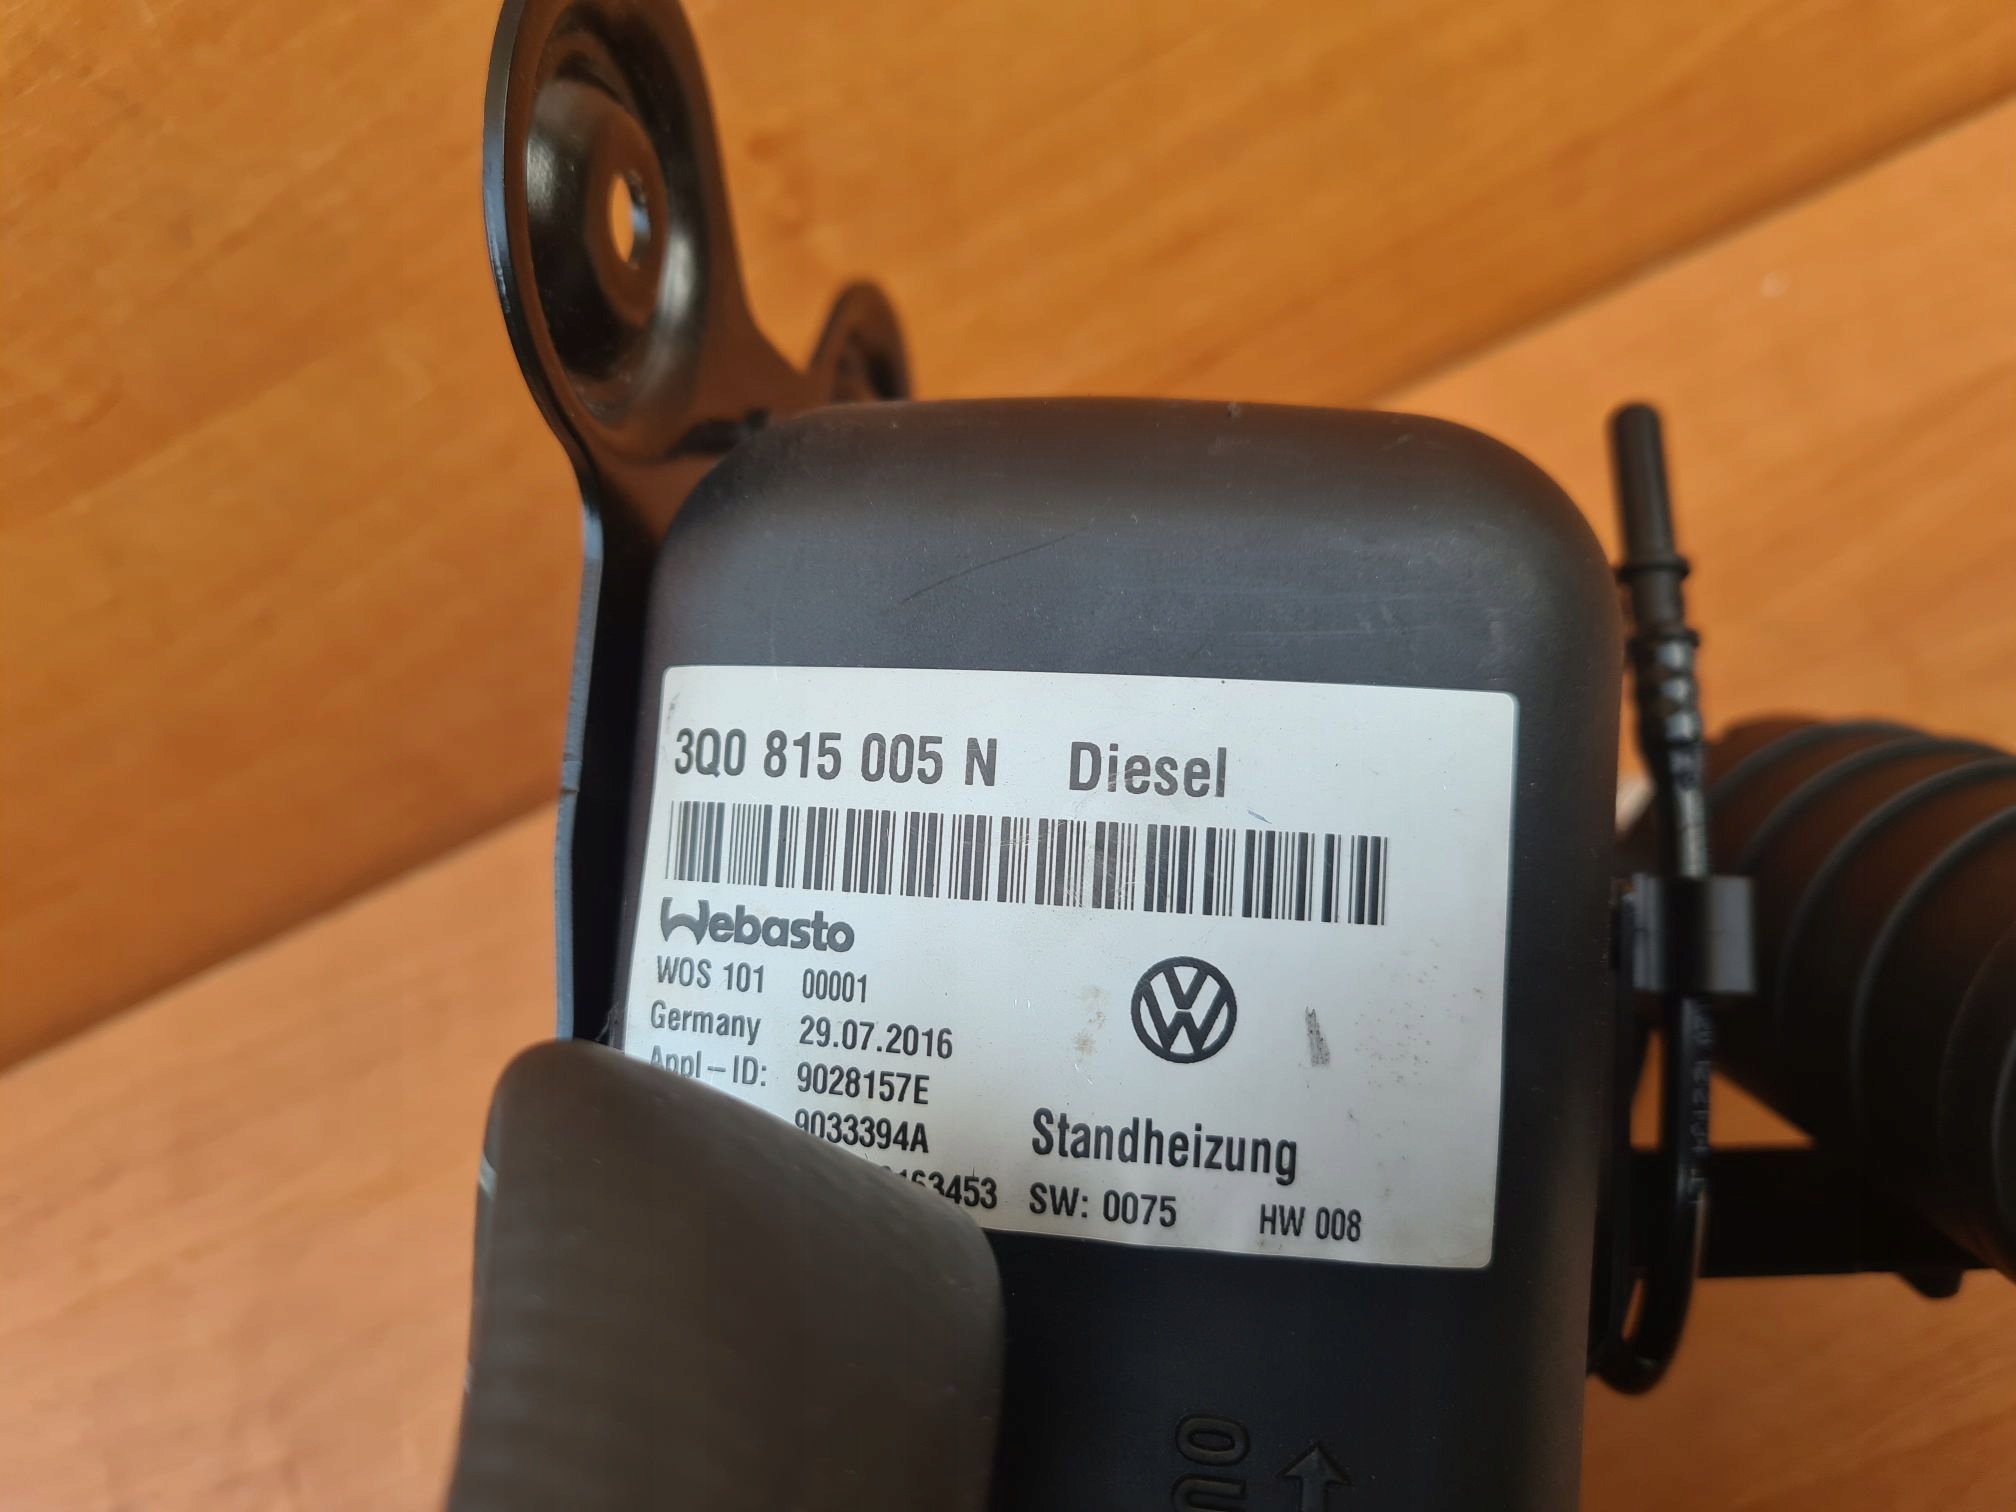 3Q0 815 005 N Diesel
Webasto
WOS 101 00001
Germany 29.07.2016
Appl-ID: 9028157E
9033394A
Standheizung
SW: 0075 HW 008
OU